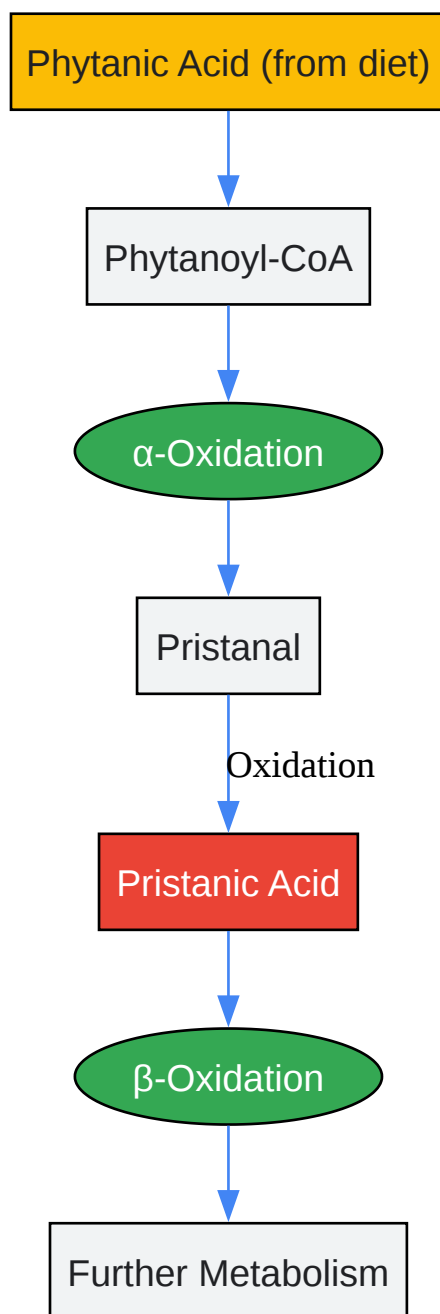 Phytanic Acid (from diet)
Phytanoyl-CoA
α-Oxidation
Pristanal
Oxidation
Pristanic Acid
β-Oxidation
Further Metabolism